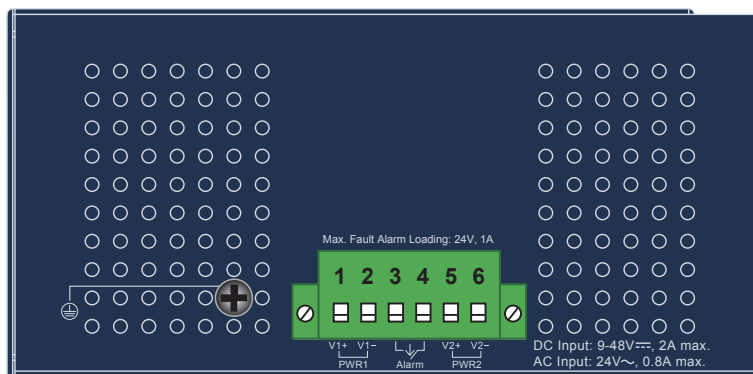 Max. Fault Alarm Loading: 24V, 1A
1 2 3 4 5 6
V1+ V1− V2+ V2−
PWR1 Alarm PWR2
DC Input: 9-48V⎓, 2A max.
AC Input: 24V～, 0.8A max.